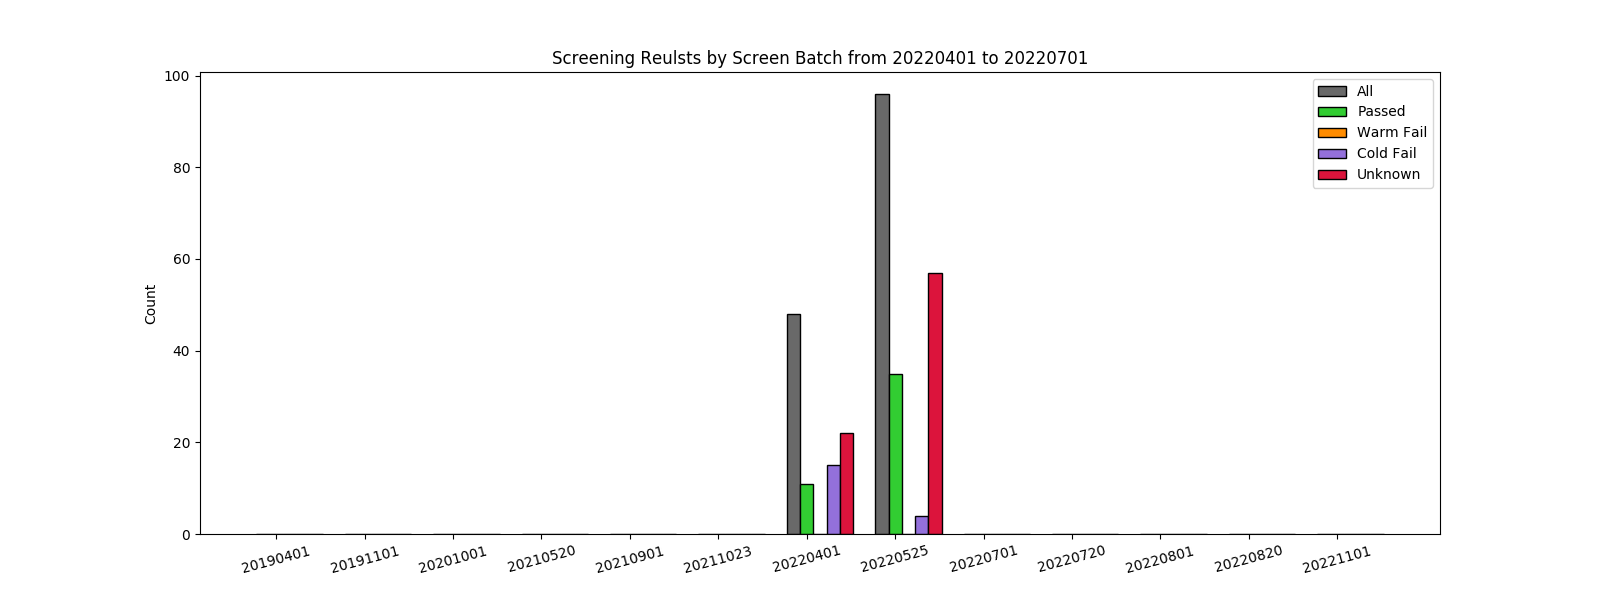 Screening Reulsts by Screen Batch from 20220401 to 20220701
100
80
60
40
20
0
Count
All
Passed
Warm Fail
Cold Fail
Unknown
20190401 20191101 20201001 20210520 20210901 20211023 20220401 20220525 20220701 20220720 20220801 20220820 20221101